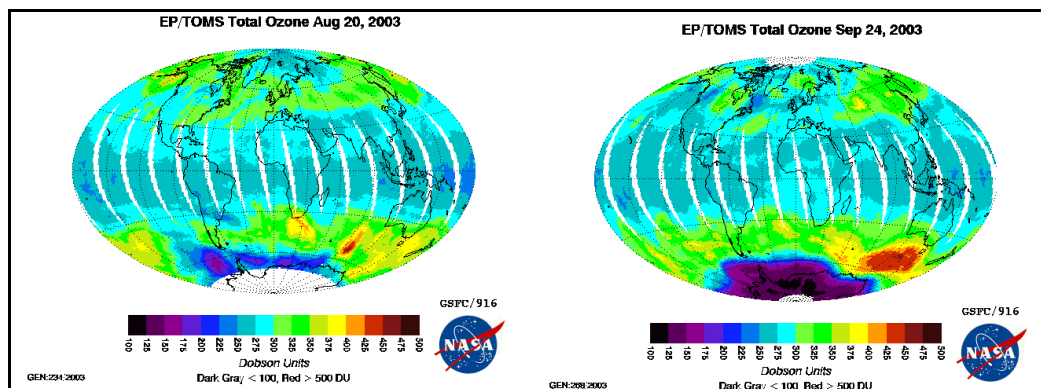 EP/TOMS Total Ozone Aug 20, 2003
GSFC/916
100 125 150 175 200 225 250 275 300 325 350 375 400 425 450 475 500
Dobson Units
Dark Gray < 100, Red > 500 DU
GEN:234/2003
NASA
EP/TOMS Total Ozone Sep 24, 2003
GSFC/916
100 125 150 175 200 225 250 275 300 325 350 375 400 425 450 475 500
Dobson Units
Dark Gray < 100, Red > 500 DU
GEN:268/2003
NASA